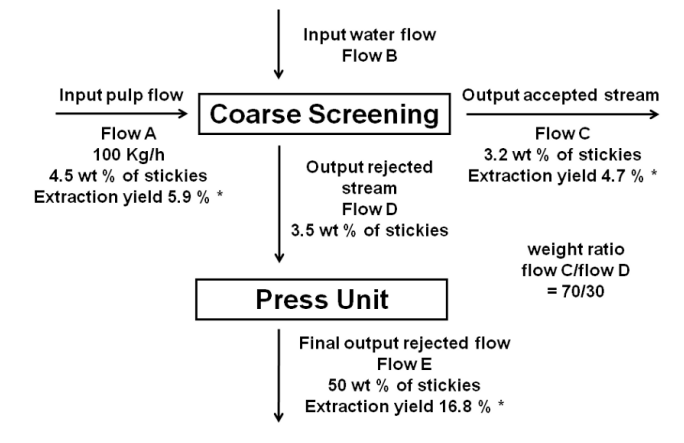 Input water flow
Flow B
Input pulp flow
Coarse Screening
Output accepted stream
Flow A
100 Kg/h
4.5 wt % of stickies
Extraction yield 5.9 % *
Output rejected
stream
Flow D
3.5 wt % of stickies
Flow C
3.2 wt % of stickies
Extraction yield 4.7 % *
weight ratio
flow C/flow D
= 70/30
Press Unit
Final output rejected flow
Flow E
50 wt % of stickies
Extraction yield 16.8 % *